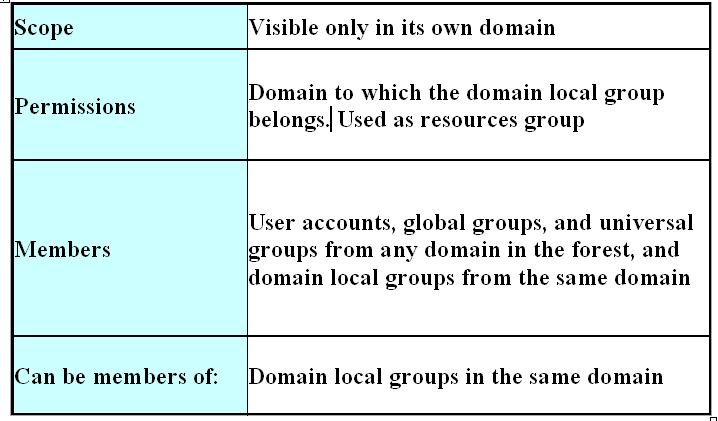 Scope
Visible only in its own domain
Permissions
Domain to which the domain local group
belongs. Used as resources group
Members
User accounts, global groups, and universal
groups from any domain in the forest, and
domain local groups from the same domain
Can be members of:
Domain local groups in the same domain